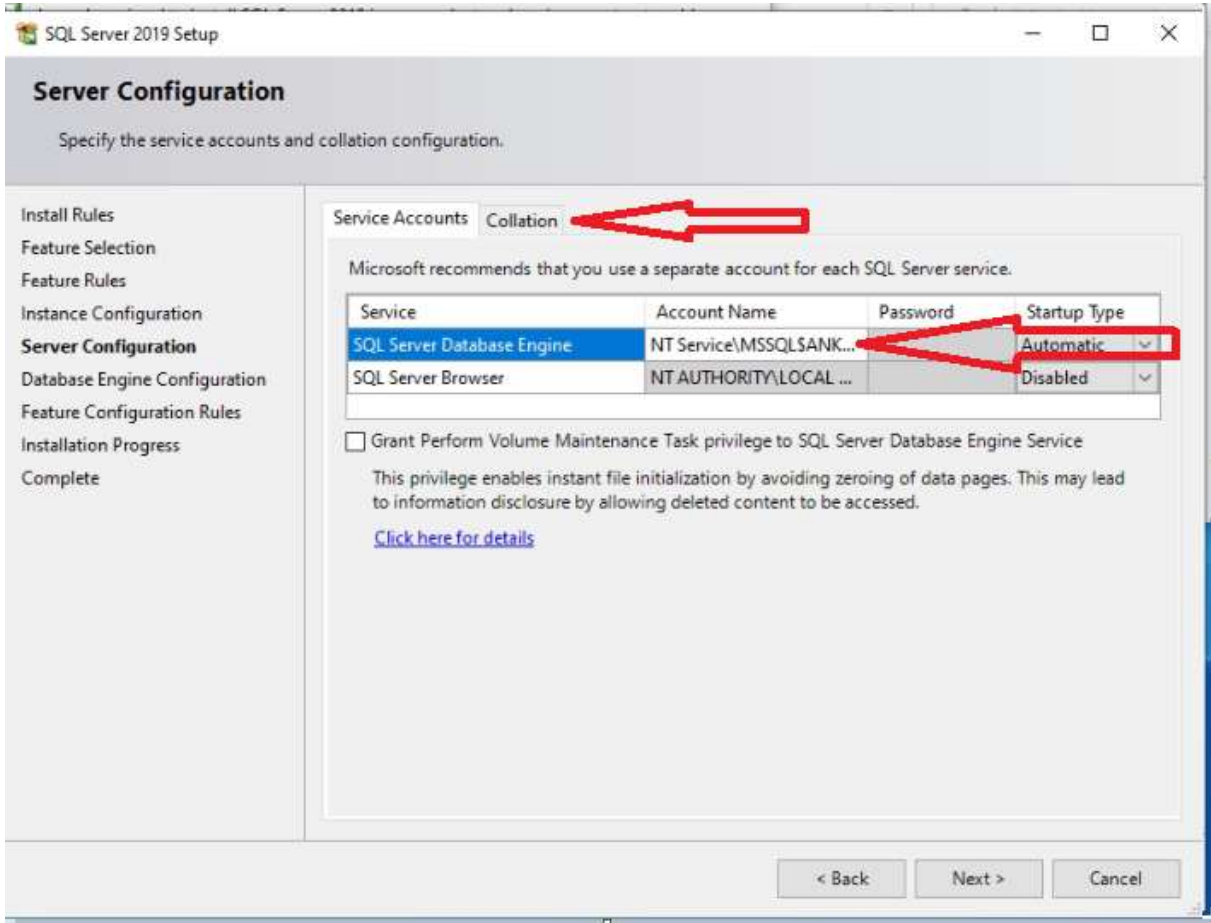 SQL Server 2019 Setup
Server Configuration
Specify the service accounts and collation configuration.
Install Rules
Feature Selection
Feature Rules
Instance Configuration
Server Configuration
Database Engine Configuration
Feature Configuration Rules
Installation Progress
Complete
Service Accounts Collation
Microsoft recommends that you use a separate account for each SQL Server service.
Service Account Name Password Startup Type
SQL Server Database Engine NT Service\MSSQL$ANK... Automatic
SQL Server Browser NT AUTHORITY\LOCAL ... Disabled
Grant Perform Volume Maintenance Task privilege to SQL Server Database Engine Service
This privilege enables instant file initialization by avoiding zeroing of data pages. This may lead
to information disclosure by allowing deleted content to be accessed.
Click here for details
< Back Next > Cancel